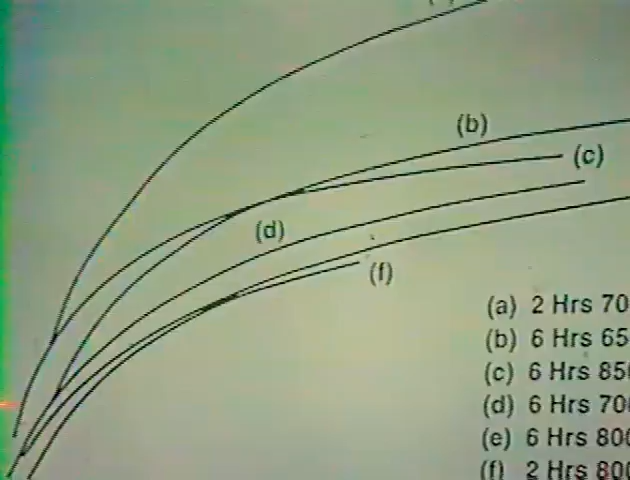 (b)
(c)
(d)
(f)
(a) 2 Hrs 70
(b) 6 Hrs 65
(c) 6 Hrs 85
(d) 6 Hrs 70
(e) 6 Hrs 80
(f) 2 Hrs 80